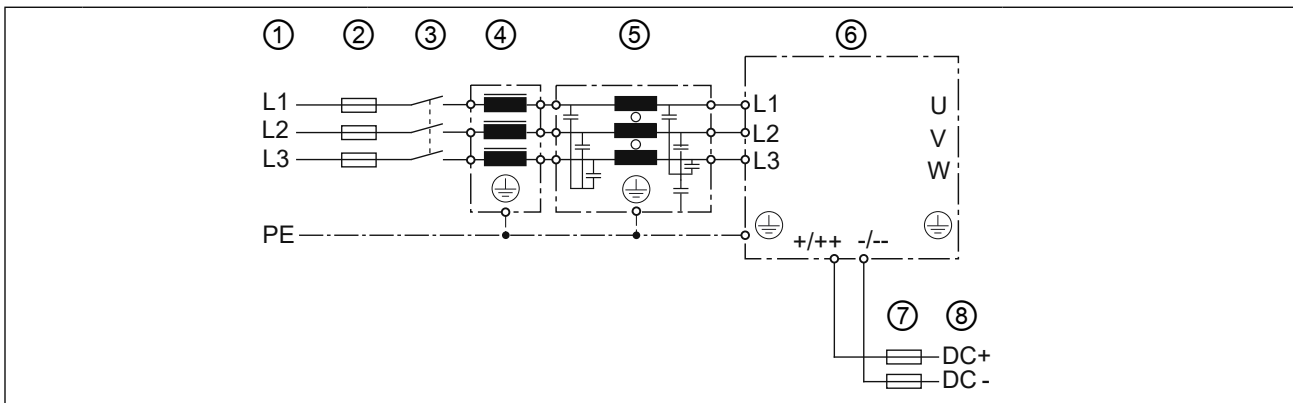 ① ② ③ ④ ⑤ ⑥
L1 L1 U
L2 L2 V
L3 L3 W
PE
+/++ -/--
⑦ ⑧
DC+
DC -